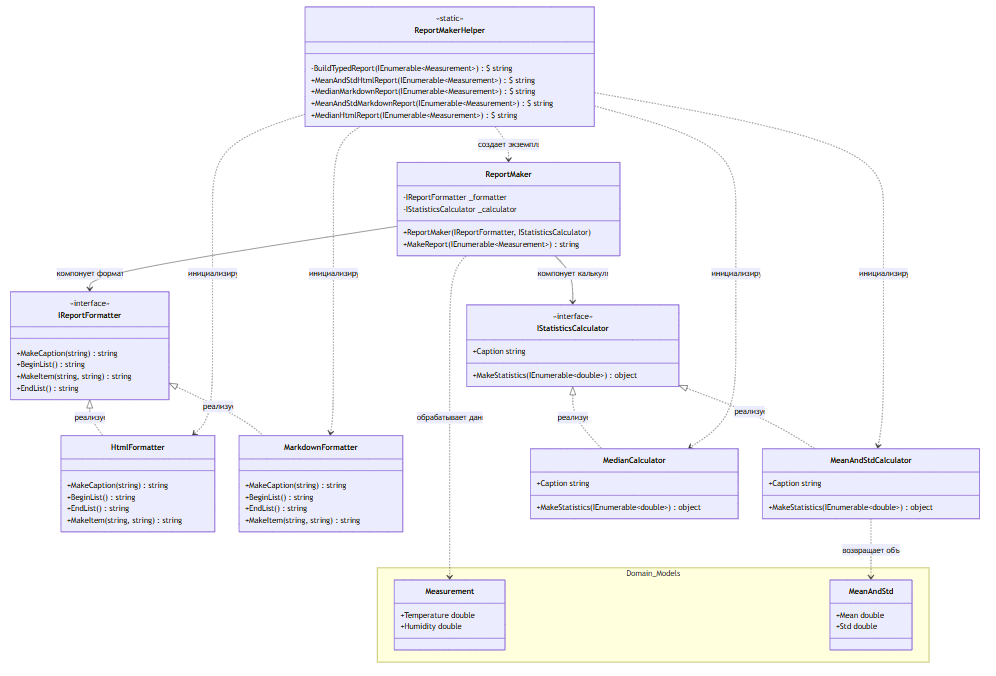 «static»
ReportMakerHelper
-BuildTypedReport(IEnumerable<Measurement>) : $ string
+MeanAndStdHtmlReport(IEnumerable<Measurement>) : $ string
+MedianMarkdownReport(IEnumerable<Measurement>) : $ string
+MeanAndStdMarkdownReport(IEnumerable<Measurement>) : $ string
+MedianHtmlReport(IEnumerable<Measurement>) : $ string
создает экземпл
ReportMaker
-IReportFormatter _formatter
-IStatisticsCalculator _calculator
+ReportMaker(IReportFormatter, IStatisticsCalculator)
+MakeReport(IEnumerable<Measurement>) : string
компонует формат
инициализиру
инициализиру
компонует калькул
инициализиру
инициализиру
«interface»
IReportFormatter
+MakeCaption(string) : string
+BeginList() : string
+MakeItem(string, string) : string
+EndList() : string
«interface»
IStatisticsCalculator
+Caption string
+MakeStatistics(IEnumerable<double>) : object
реализу
реализу
обрабатывает дан
реализу
реализу
HtmlFormatter
+MakeCaption(string) : string
+BeginList() : string
+EndList() : string
+MakeItem(string, string) : string
MarkdownFormatter
+MakeCaption(string) : string
+BeginList() : string
+EndList() : string
+MakeItem(string, string) : string
MedianCalculator
+Caption string
+MakeStatistics(IEnumerable<double>) : object
MeanAndStdCalculator
+Caption string
+MakeStatistics(IEnumerable<double>) : object
возвращает объ
Domain_Models
Measurement
+Temperature double
+Humidity double
MeanAndStd
+Mean double
+Std double